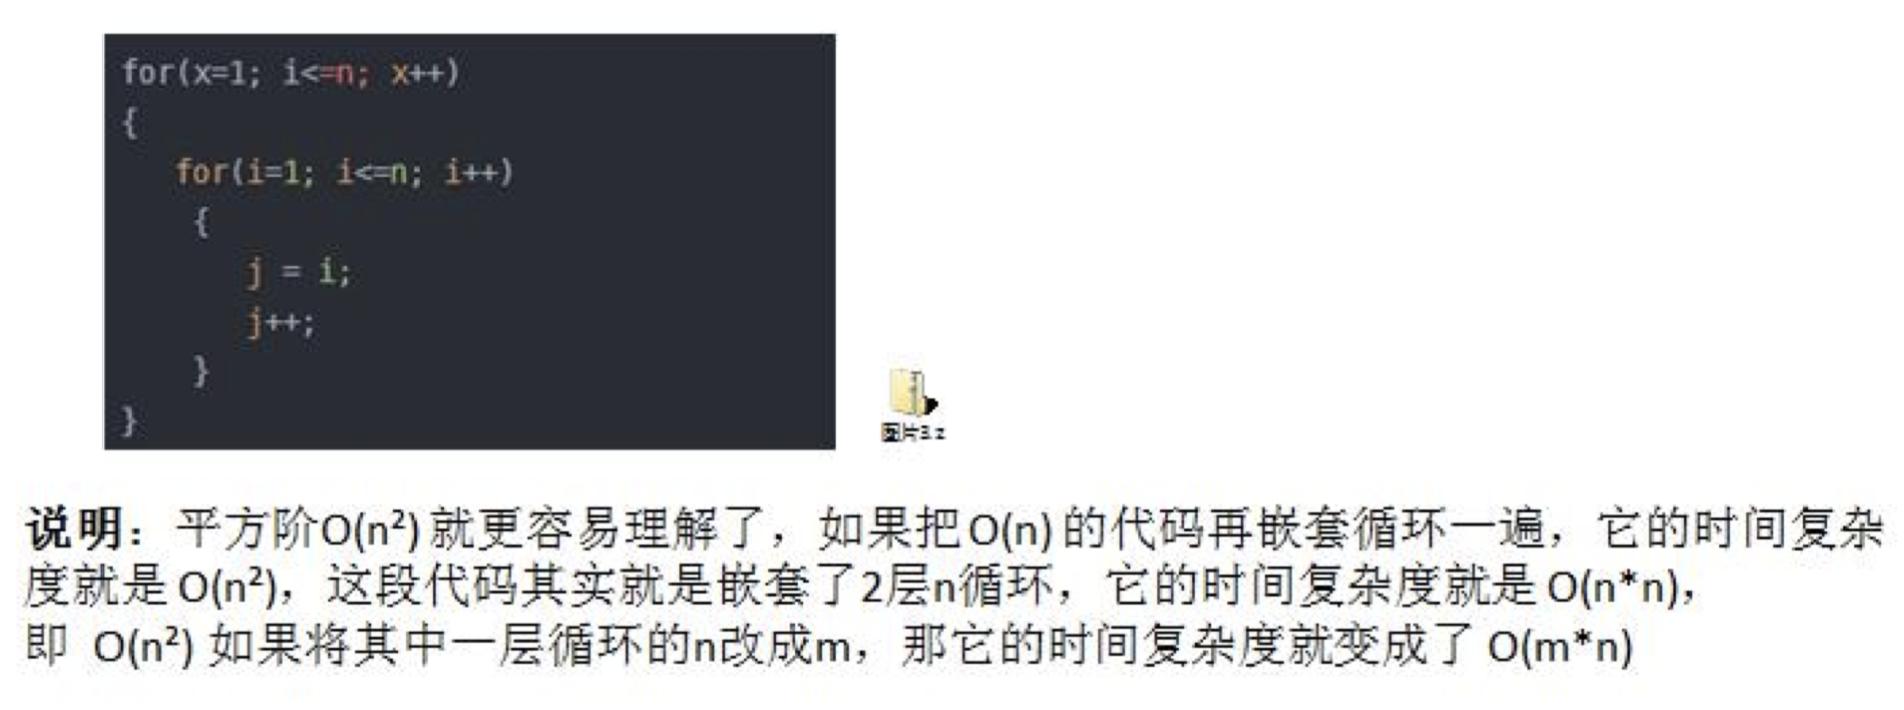 for(x=1; i<=n; x++)
{
for(i=1; i<=n; i++)
{
j = i;
j++;
}
}
图片3.z
说明：平方阶O(n²) 就更容易理解了，如果把 O(n) 的代码再嵌套循环一遍，它的时间复杂
度就是 O(n²)，这段代码其实就是嵌套了2层n循环，它的时间复杂度就是 O(n*n)，
即 O(n²) 如果将其中一层循环的n改成m，那它的时间复杂度就变成了 O(m*n)